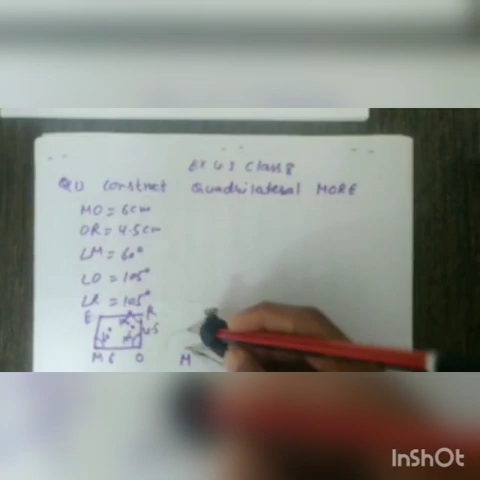 Ex 4.3 Class 8
Q1) Construct Quadrilateral MORE
MO = 6cm
OR = 4.5cm
∠M = 60°
∠O = 105°
∠R = 105°
E R
4.5
M 6 O
M
InShOt